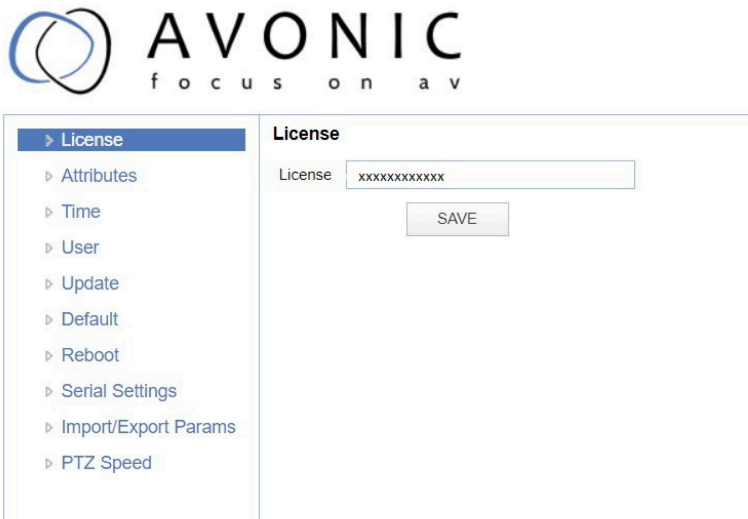 AVONIC
focus on av
License
Attributes
Time
User
Update
Default
Reboot
Serial Settings
Import/Export Params
PTZ Speed
License
License xxxxxxxxxxxx
SAVE